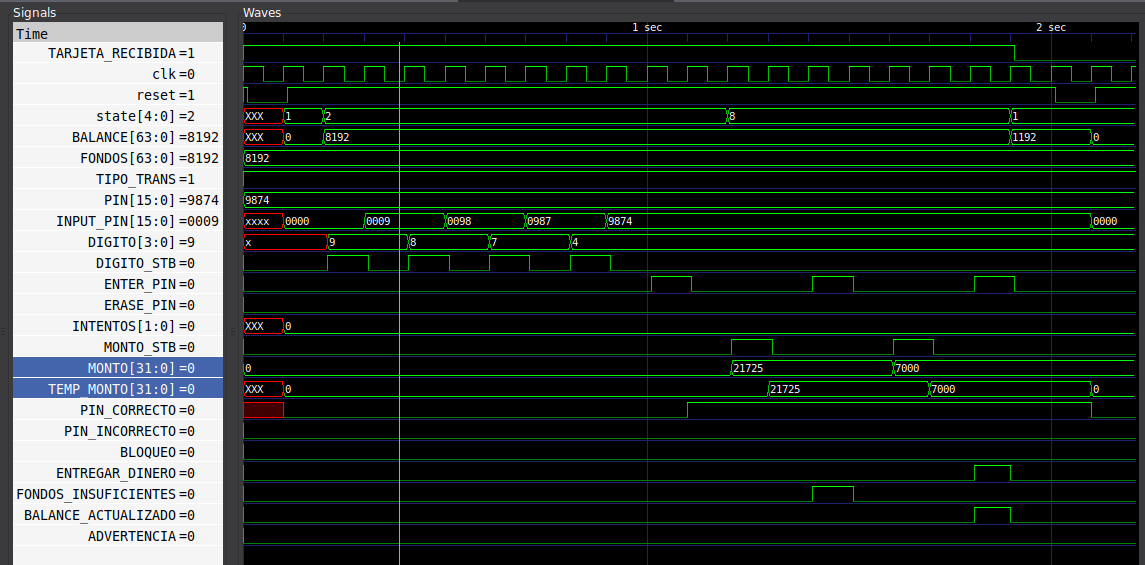 Signals
Waves
Time
0 1 sec 2 sec
TARJETA_RECIBIDA =1
clk =0
reset =1
state[4:0] =2 XXX 1 2 8 1
BALANCE[63:0] =8192 XXX 0 8192 1192 0
FONDOS[63:0] =8192 8192
TIPO_TRANS =1
PIN[15:0] =9874 9874
INPUT_PIN[15:0] =0009 xxxx 0000 0009 0098 0987 9874 0000
DIGITO[3:0] =9 x 9 8 7 4
DIGITO_STB =0
ENTER_PIN =0
ERASE_PIN =0
INTENTOS[1:0] =0 XXX 0
MONTO_STB =0
MONTO[31:0] =0 0 21725 7000
TEMP_MONTO[31:0] =0 XXX 0 21725 7000 0
PIN_CORRECTO =0
PIN_INCORRECTO =0
BLOQUEO =0
ENTREGAR_DINERO =0
FONDOS_INSUFICIENTES =0
BALANCE_ACTUALIZADO =0
ADVERTENCIA =0